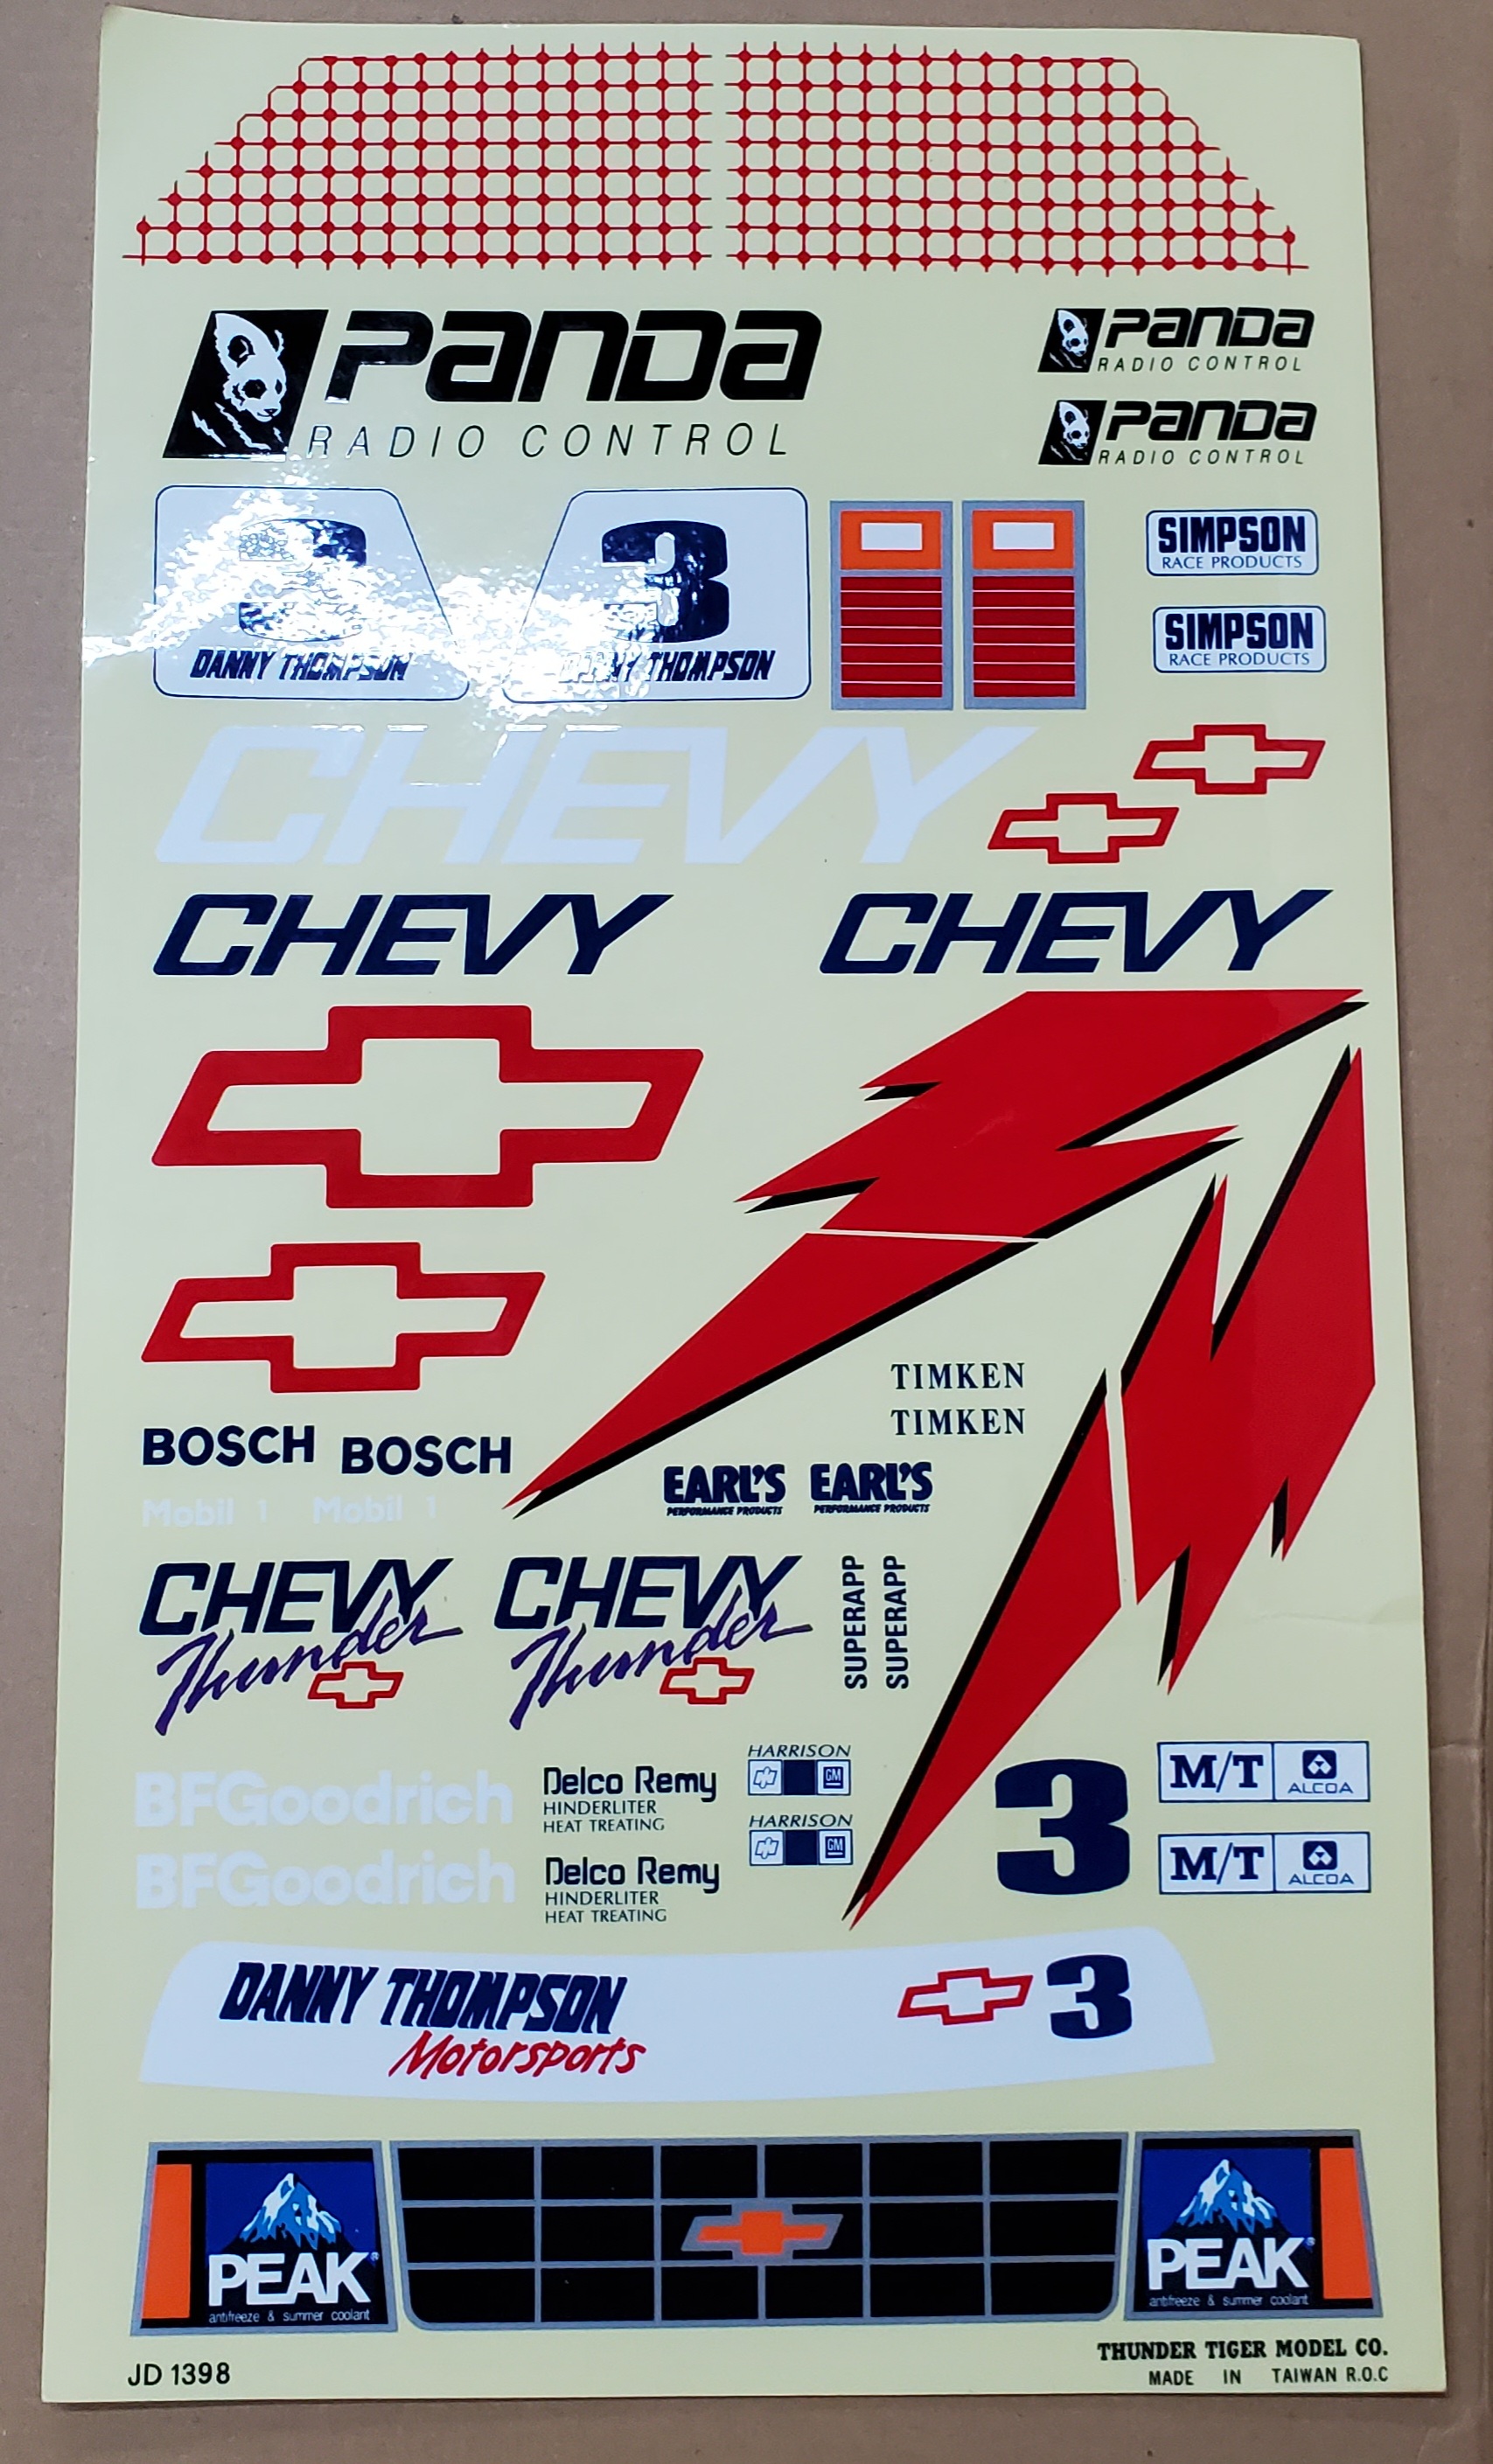 PANDA
RADIO CONTROL
PANDA
RADIO CONTROL
PANDA
RADIO CONTROL
3
DANNY THOMPSON
3
DANNY THOMPSON
SIMPSON
RACE PRODUCTS
SIMPSON
RACE PRODUCTS
CHEVY
CHEVY
CHEVY
TIMKEN
TIMKEN
BOSCH
BOSCH
EARL'S
PERFORMANCE PRODUCTS
EARL'S
PERFORMANCE PRODUCTS
Mobil 1
Mobil 1
CHEVY
Thunder
CHEVY
Thunder
SUPERAPP
SUPERAPP
BFGoodrich
BFGoodrich
Delco Remy
HINDERLITER
HEAT TREATING
Delco Remy
HINDERLITER
HEAT TREATING
HARRISON
GM
HARRISON
GM
3
M/T
ALCOA
M/T
ALCOA
DANNY THOMPSON
Motorsports
3
PEAK®
antifreeze & summer coolant
PEAK®
antifreeze & summer coolant
JD 1398
THUNDER TIGER MODEL CO.
MADE IN TAIWAN R.O.C